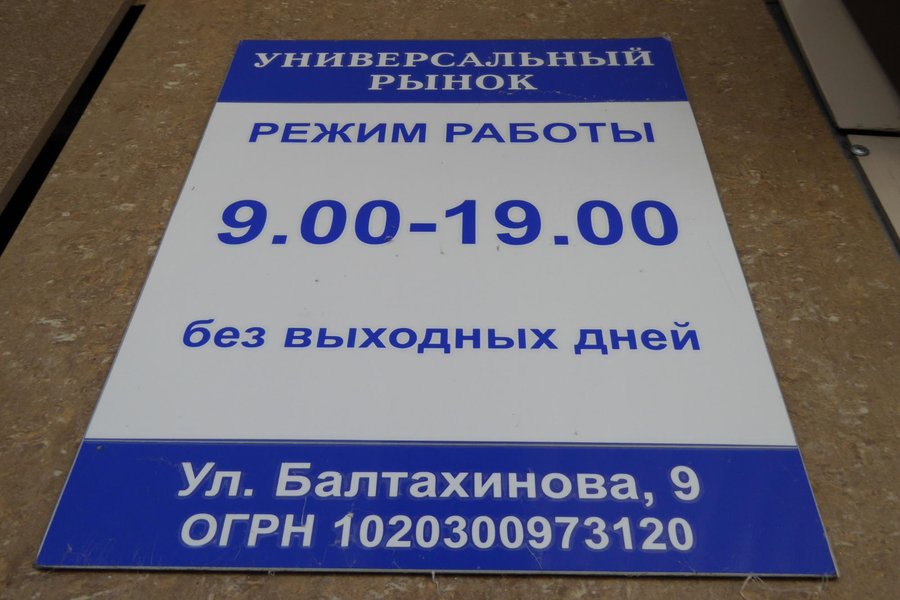 УНИВЕРСАЛЬНЫЙ
РЫНОК
РЕЖИМ РАБОТЫ
9.00-19.00
без выходных дней
Ул. Балтахинова, 9
ОГРН 1020300973120